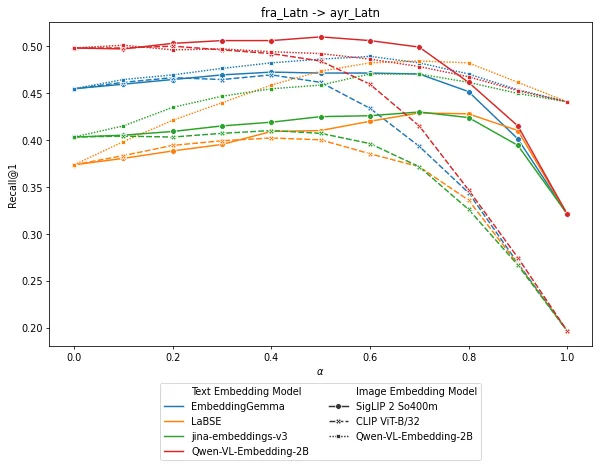 fra_Latn -> ayr_Latn
Recall@1
0.50
0.45
0.40
0.35
0.30
0.25
0.20
0.0 0.2 0.4 0.6 0.8 1.0
α
Text Embedding Model Image Embedding Model
EmbeddingGemma SigLIP 2 So400m
LaBSE CLIP ViT-B/32
jina-embeddings-v3 Qwen-VL-Embedding-2B
Qwen-VL-Embedding-2B